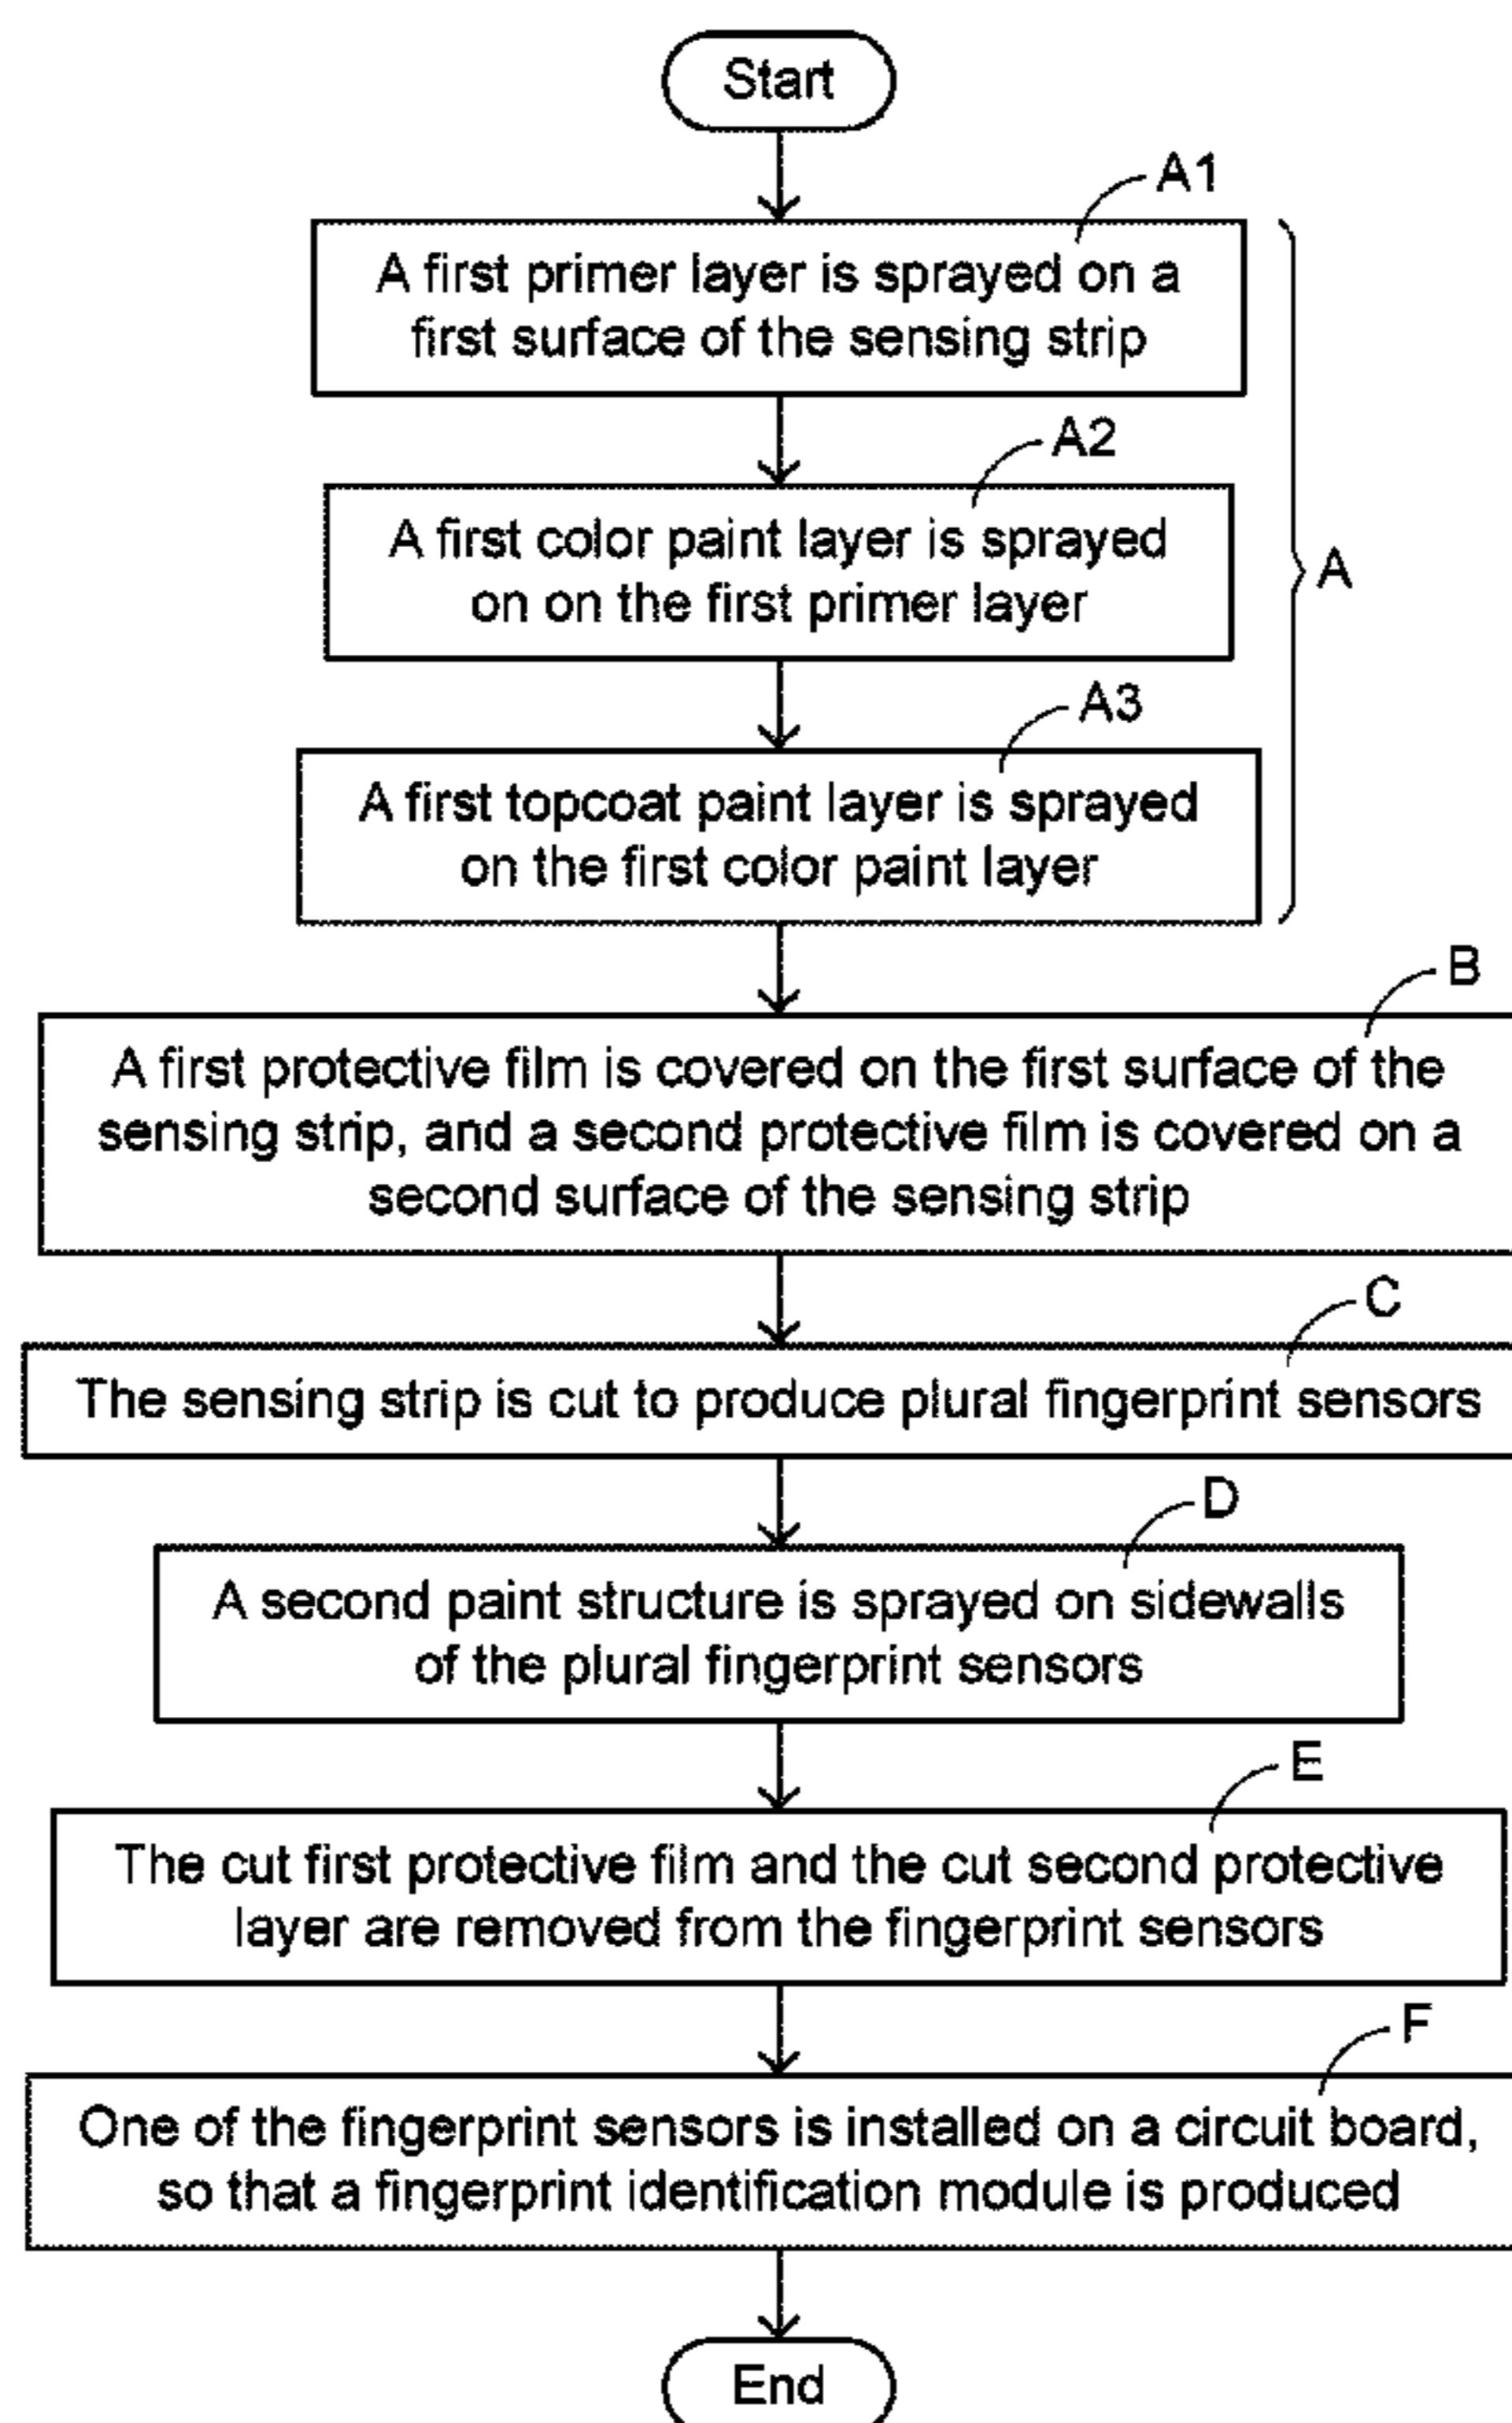 Start
A1
A first primer layer is sprayed on a
first surface of the sensing strip
A2
A first color paint layer is sprayed
on on the first primer layer
A
A3
A first topcoat paint layer is sprayed
on the first color paint layer
B
A first protective film is covered on the first surface of the
sensing strip, and a second protective film is covered on a
second surface of the sensing strip
C
The sensing strip is cut to produce plural fingerprint sensors
D
A second paint structure is sprayed on sidewalls
of the plural fingerprint sensors
E
The cut first protective film and the cut second protective
layer are removed from the fingerprint sensors
F
One of the fingerprint sensors is installed on a circuit board,
so that a fingerprint identification module is produced
End